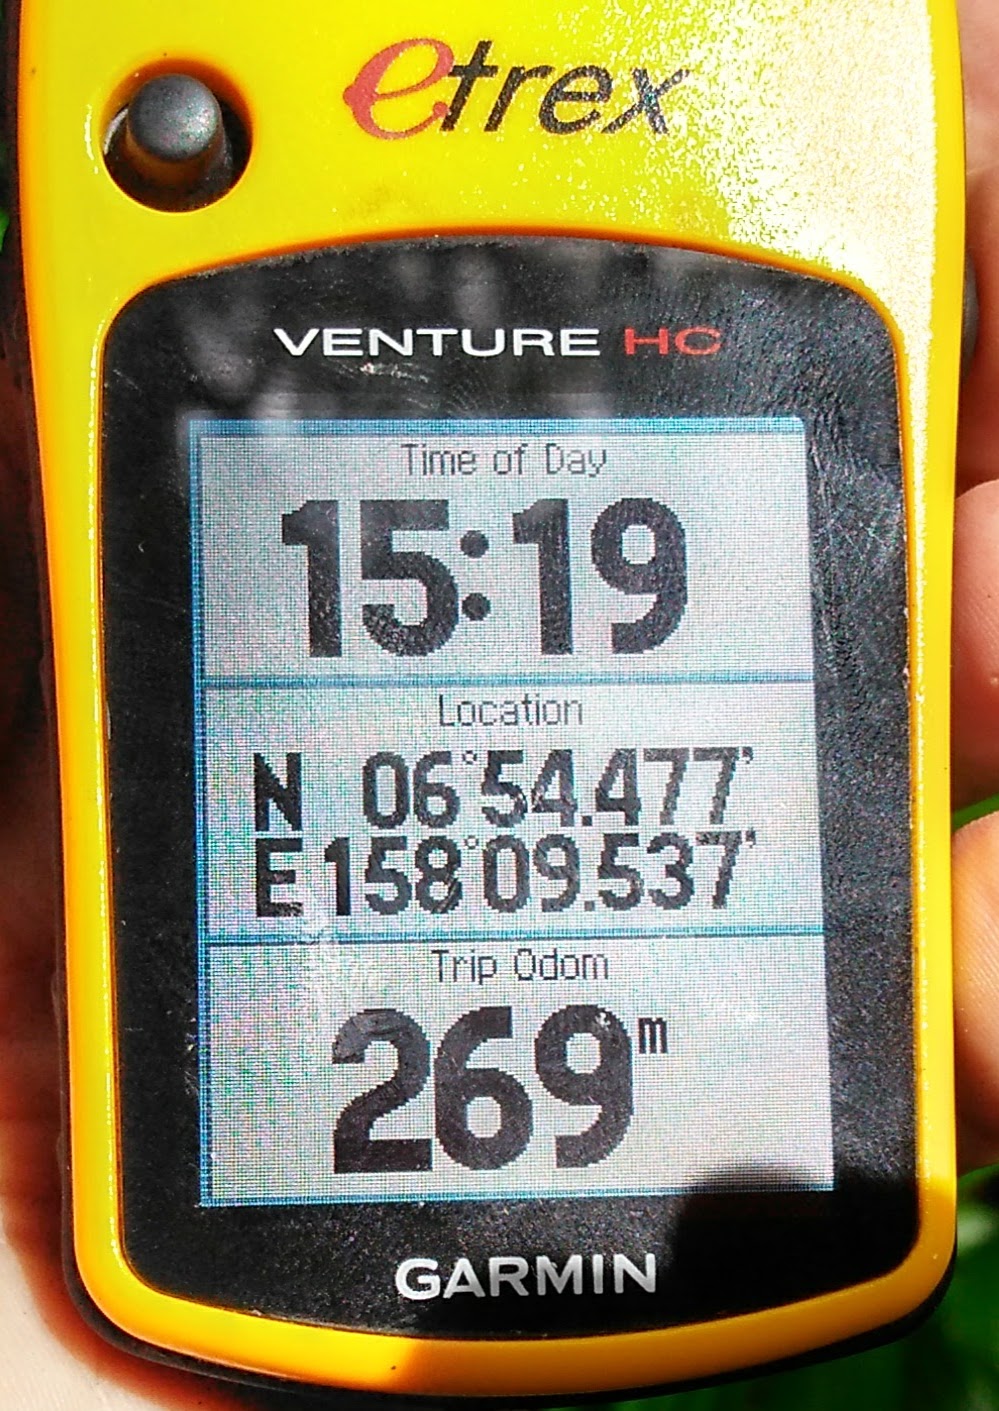 etrex
VENTURE HC
Time of Day
15:19
Location
N 06°54.477'
E 158°09.537'
Trip Odom
269m
GARMIN